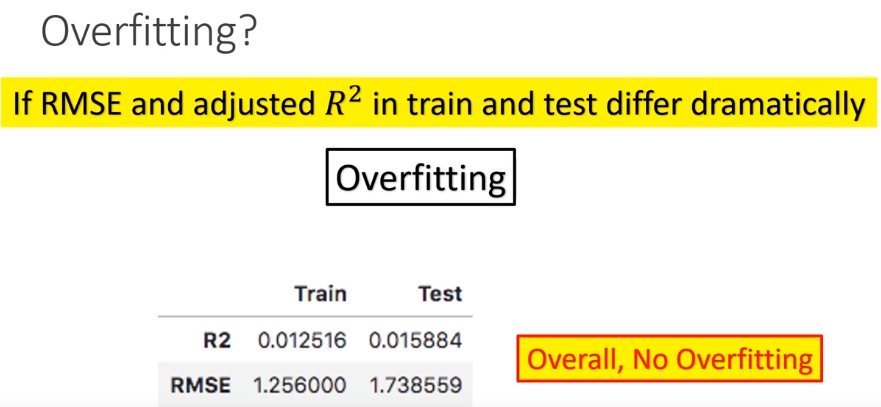 Overfitting?
If RMSE and adjusted R² in train and test differ dramatically
Overfitting
Train Test
R2 0.012516 0.015884
RMSE 1.256000 1.738559
Overall, No Overfitting